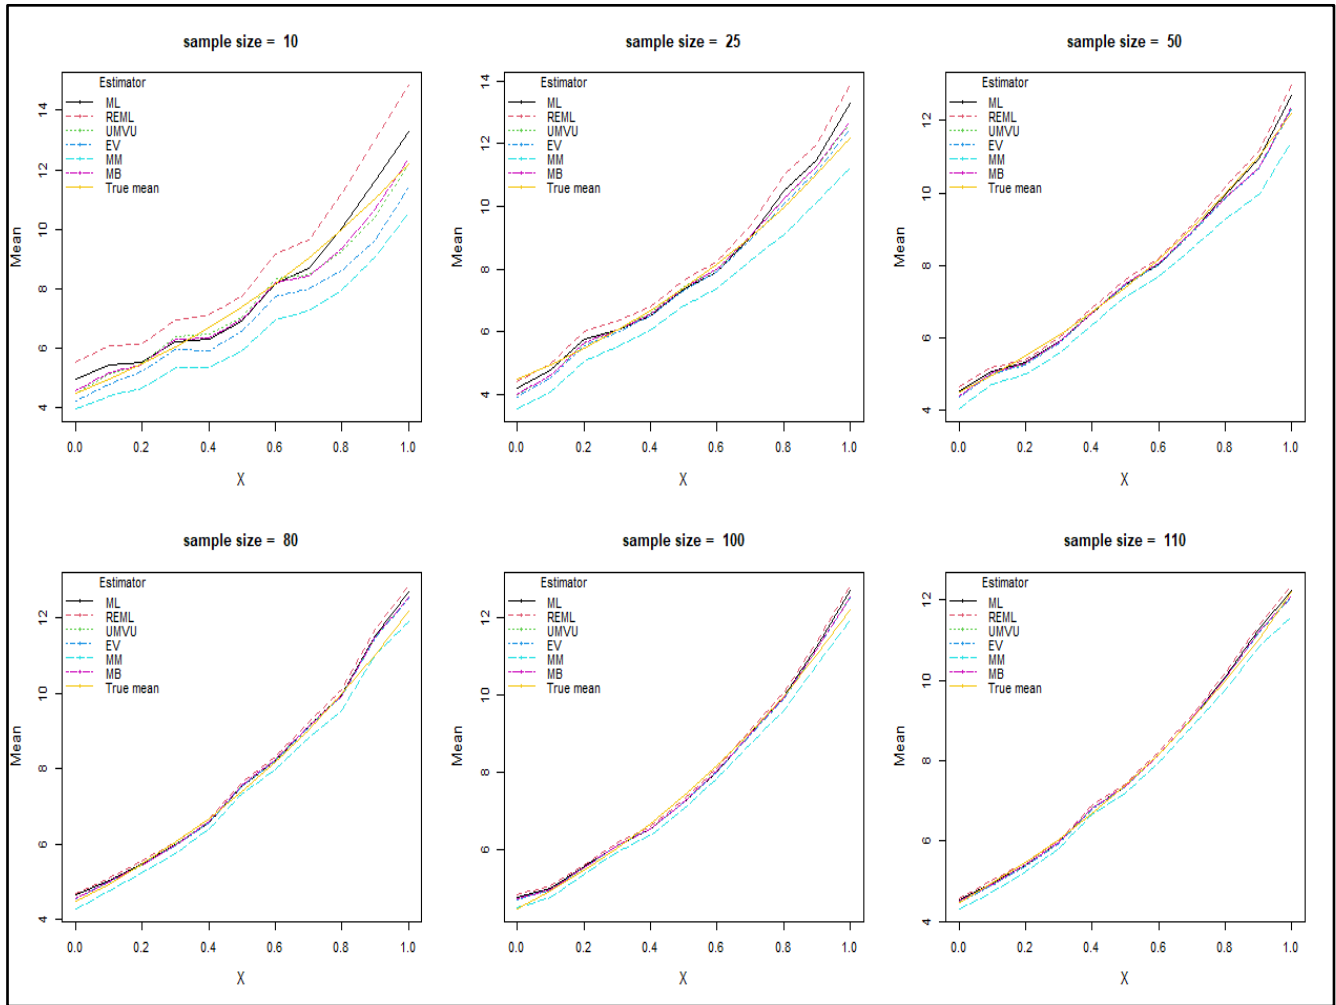 sample size = 10
Estimator
ML
REML
UMVU
EV
MM
MB
True mean
Mean
14
12
10
8
6
4
0.0 0.2 0.4 0.6 0.8 1.0
X
sample size = 25
Estimator
ML
REML
UMVU
EV
MM
MB
True mean
Mean
14
12
10
8
6
4
0.0 0.2 0.4 0.6 0.8 1.0
X
sample size = 50
Estimator
ML
REML
UMVU
EV
MM
MB
True mean
Mean
12
10
8
6
4
0.0 0.2 0.4 0.6 0.8 1.0
X
sample size = 80
Estimator
ML
REML
UMVU
EV
MM
MB
True mean
Mean
12
10
8
6
4
0.0 0.2 0.4 0.6 0.8 1.0
X
sample size = 100
Estimator
ML
REML
UMVU
EV
MM
MB
True mean
Mean
12
10
8
6
0.0 0.2 0.4 0.6 0.8 1.0
X
sample size = 110
Estimator
ML
REML
UMVU
EV
MM
MB
True mean
Mean
12
10
8
6
4
0.0 0.2 0.4 0.6 0.8 1.0
X